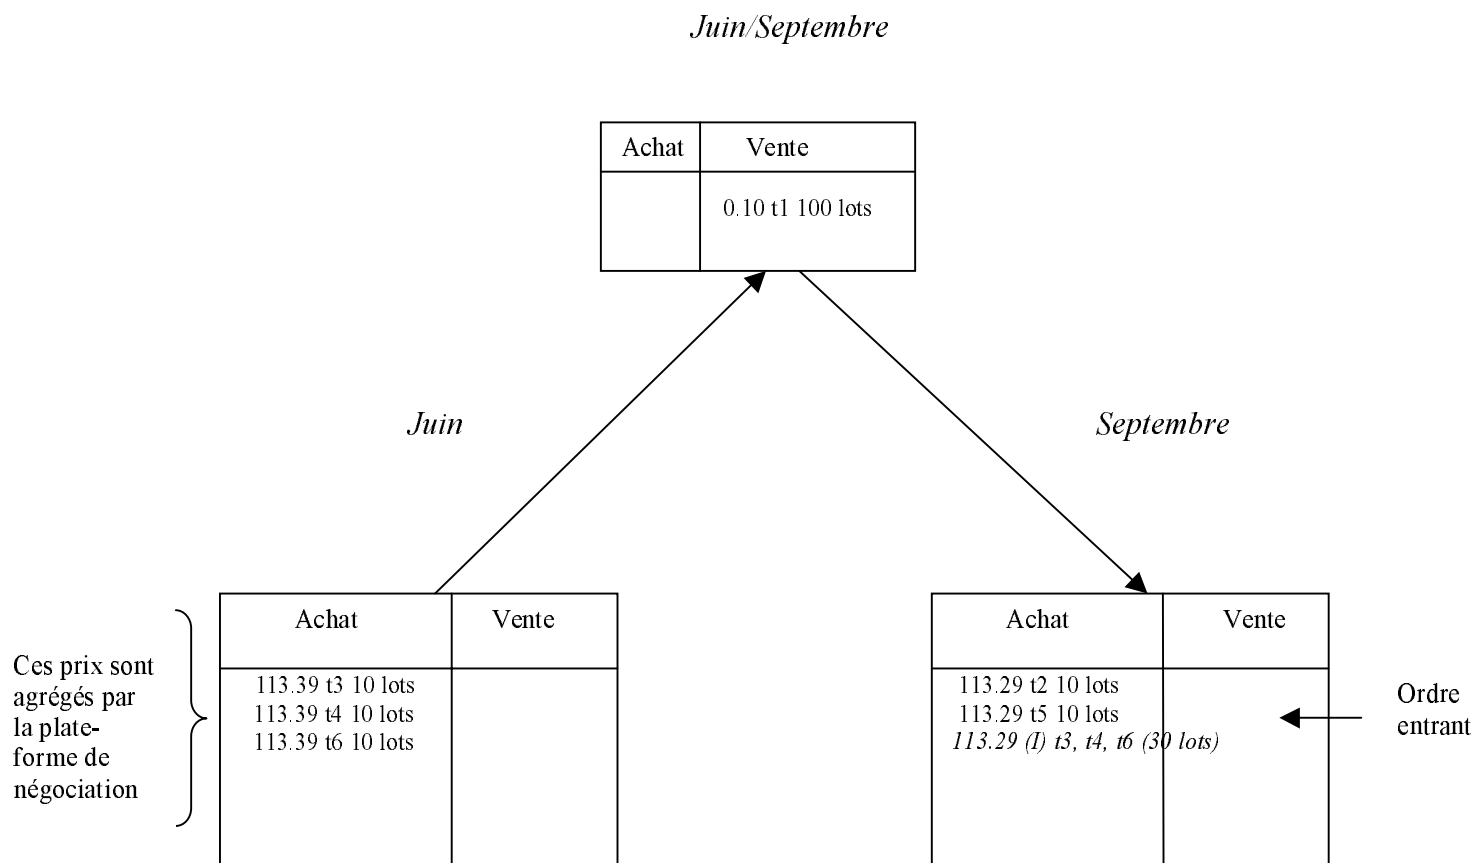 Juin/Septembre
Achat Vente
0.10 t1 100 lots
Juin
Septembre
Achat Vente
Ces prix sont
agrégés par
la plate-
forme de
négociation
113.39 t3 10 lots
113.39 t4 10 lots
113.39 t6 10 lots
Achat Vente
113.29 t2 10 lots
113.29 t5 10 lots
113.29 (I) t3, t4, t6 (30 lots)
Ordre
entrant